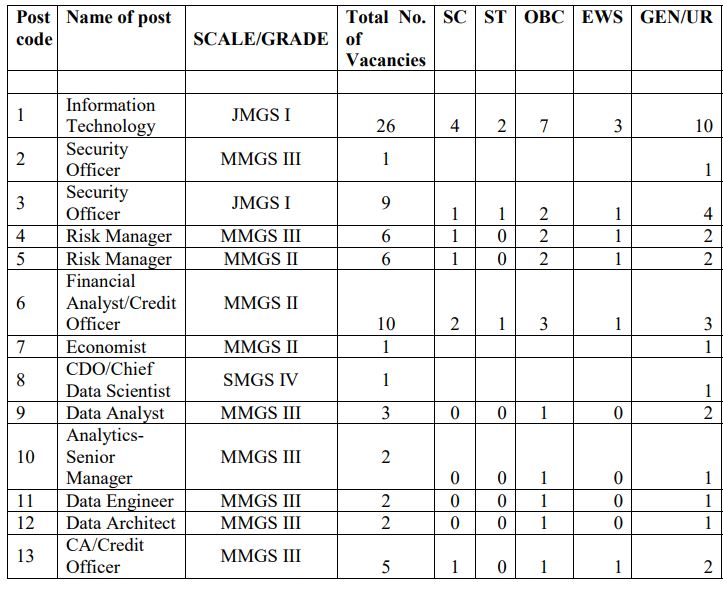 Post code | Name of post | SCALE/GRADE | Total No. of Vacancies | SC | ST | OBC | EWS | GEN/UR
1 | Information Technology | JMGS I | 26 | 4 | 2 | 7 | 3 | 10
2 | Security Officer | MMGS III | 1 | | | | | 1
3 | Security Officer | JMGS I | 9 | 1 | 1 | 2 | 1 | 4
4 | Risk Manager | MMGS III | 6 | 1 | 0 | 2 | 1 | 2
5 | Risk Manager | MMGS II | 6 | 1 | 0 | 2 | 1 | 2
6 | Financial Analyst/Credit Officer | MMGS II | 10 | 2 | 1 | 3 | 1 | 3
7 | Economist | MMGS II | 1 | | | | | 1
8 | CDO/Chief Data Scientist | SMGS IV | 1 | | | | | 1
9 | Data Analyst | MMGS III | 3 | 0 | 0 | 1 | 0 | 2
10 | Analytics- Senior Manager | MMGS III | 2 | 0 | 0 | 1 | 0 | 1
11 | Data Engineer | MMGS III | 2 | 0 | 0 | 1 | 0 | 1
12 | Data Architect | MMGS III | 2 | 0 | 0 | 1 | 0 | 1
13 | CA/Credit Officer | MMGS III | 5 | 1 | 0 | 1 | 1 | 2